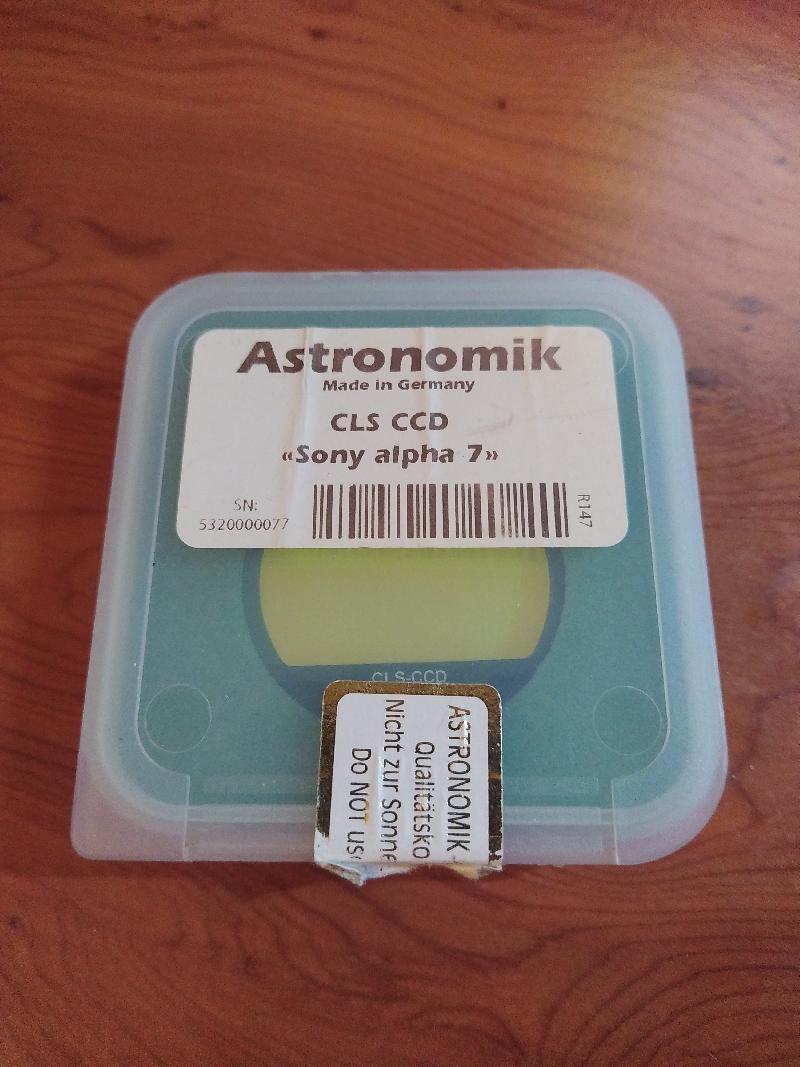 Astronomik
Made in Germany
CLS CCD
«Sony alpha 7»
SN:
5320000077
R147
CLS-CCD
ASTRONOMIK
Qualitätsko
Nicht zur Sonne
Do NOT us